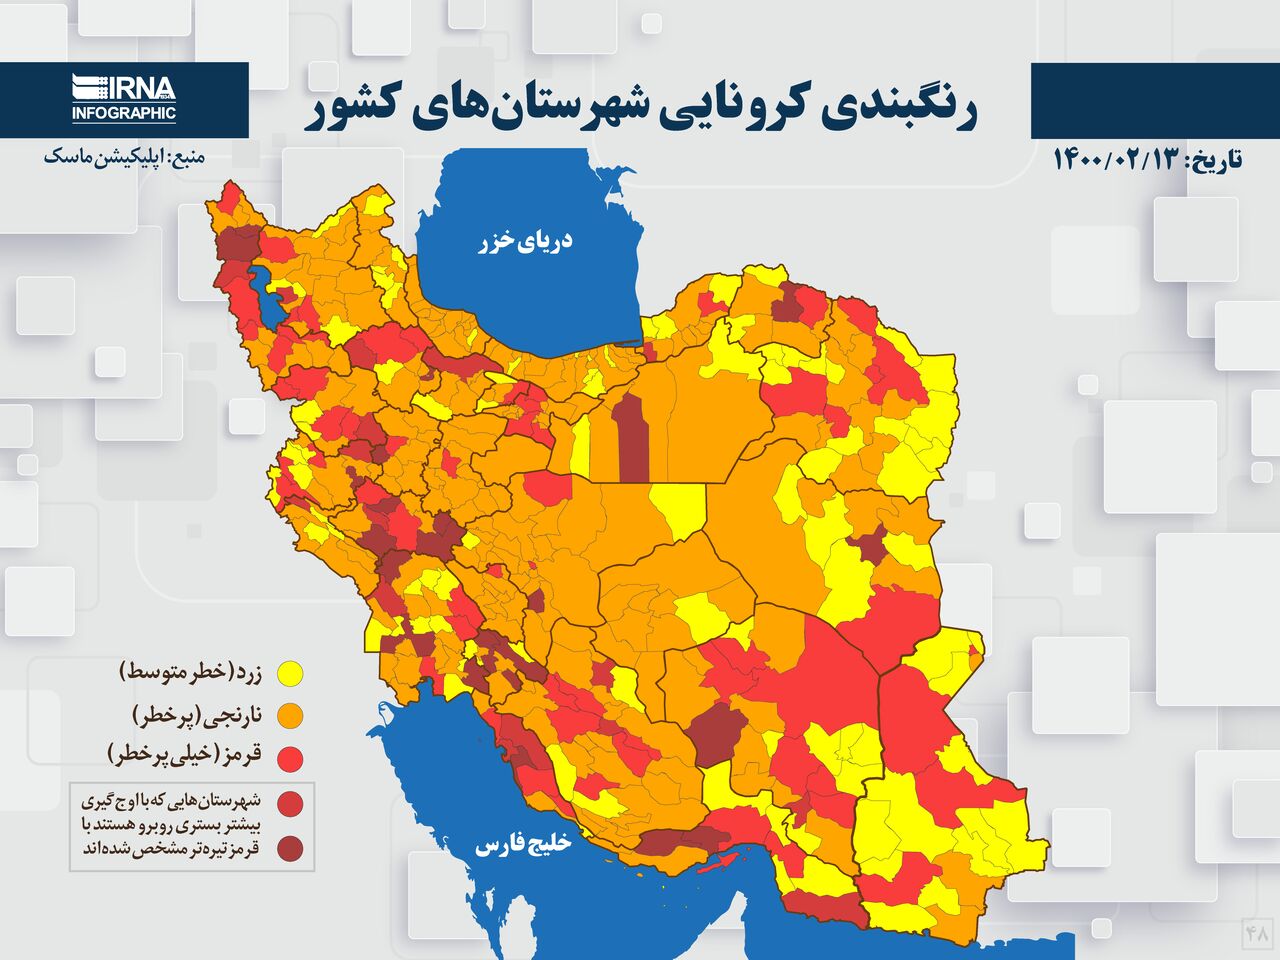 رنگبندی کرونایی شهرستان‌های کشور
IRNA
INFOGRAPHIC
منبع: اپلیکیشن ماسک
تاریخ: ۱۴۰۰/۰۲/۱۳
دریای خزر
زرد (خطر متوسط)
نارنجی (پرخطر)
قرمز (خیلی پرخطر)
شهرستان‌هایی که با اوج گیری
بیشتر بستری روبرو هستند با
قرمز تیره‌تر مشخص شده‌اند
خلیج فارس
۴۸